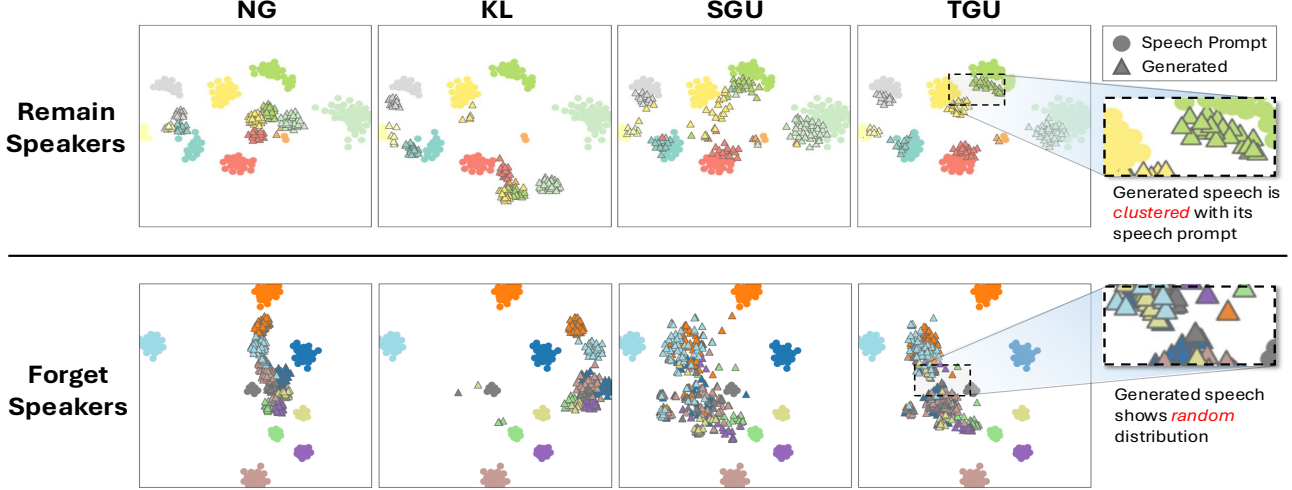 NG KL SGU TGU
Speech Prompt
Generated
Remain
Speakers
Generated speech is
clustered with its
speech prompt
Forget
Speakers
Generated speech
shows random
distribution